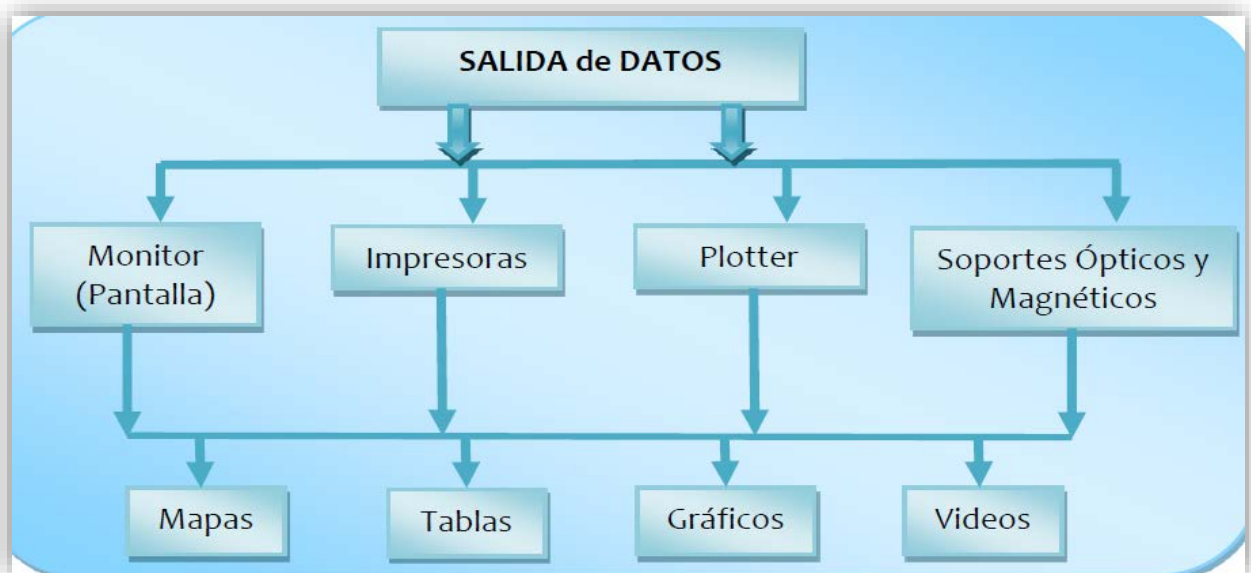 SALIDA de DATOS
Monitor
(Pantalla)
Impresoras
Plotter
Soportes Ópticos y
Magnéticos
Mapas
Tablas
Gráficos
Videos